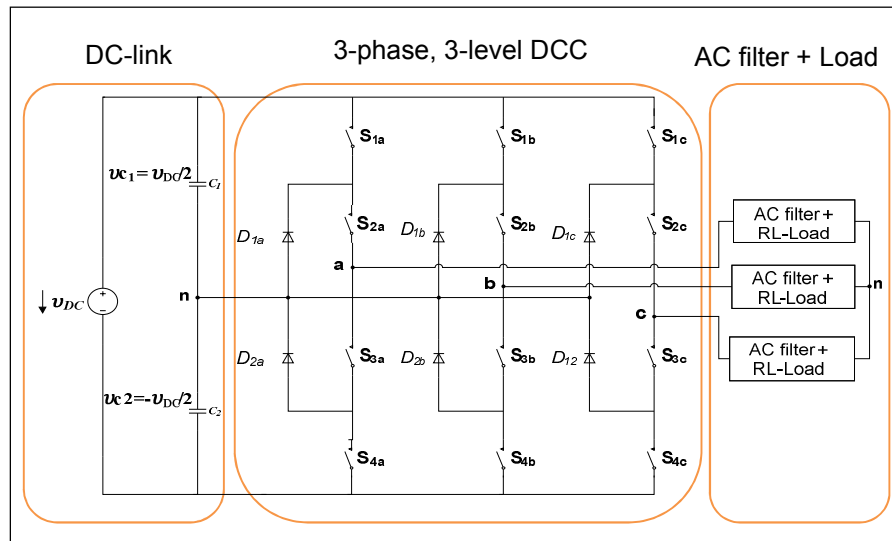 DC-link
3-phase, 3-level DCC
AC filter + Load
S1a
S1b
S1c
υc1= υDC/2
C1
D1a
S2a
D1b
S2b
D1c
S2c
AC filter +
RL-Load
a
n
b
AC filter +
RL-Load
n
υDC
c
D2a
S3a
D2b
S3b
D12
S3c
AC filter +
RL-Load
υc2=-υDC/2
C2
S4a
S4b
S4c